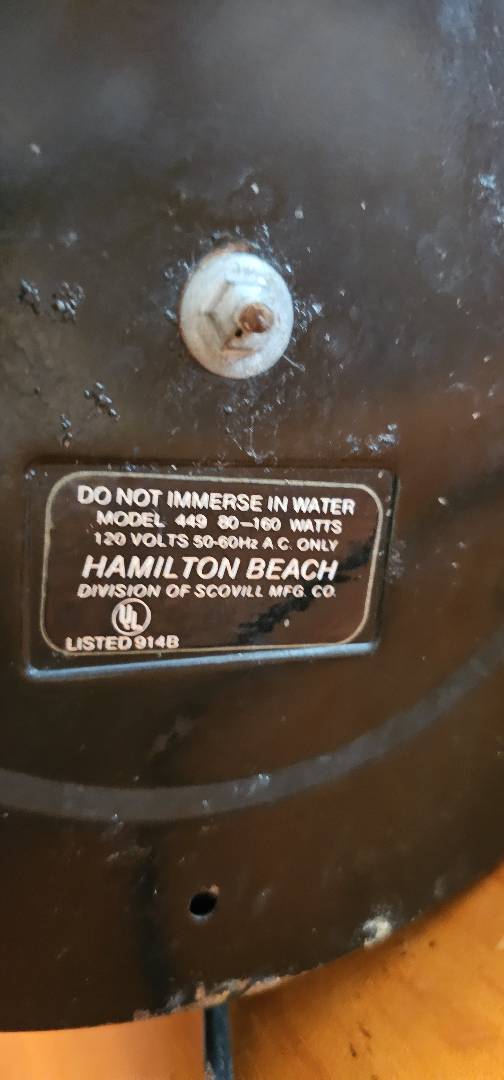 DO NOT IMMERSE IN WATER
MODEL 449 80-160 WATTS
120 VOLTS 50-60Hz A.C. ONLY
HAMILTON BEACH
DIVISION OF SCOVILL MFG. CO.
UL
LISTED 914B